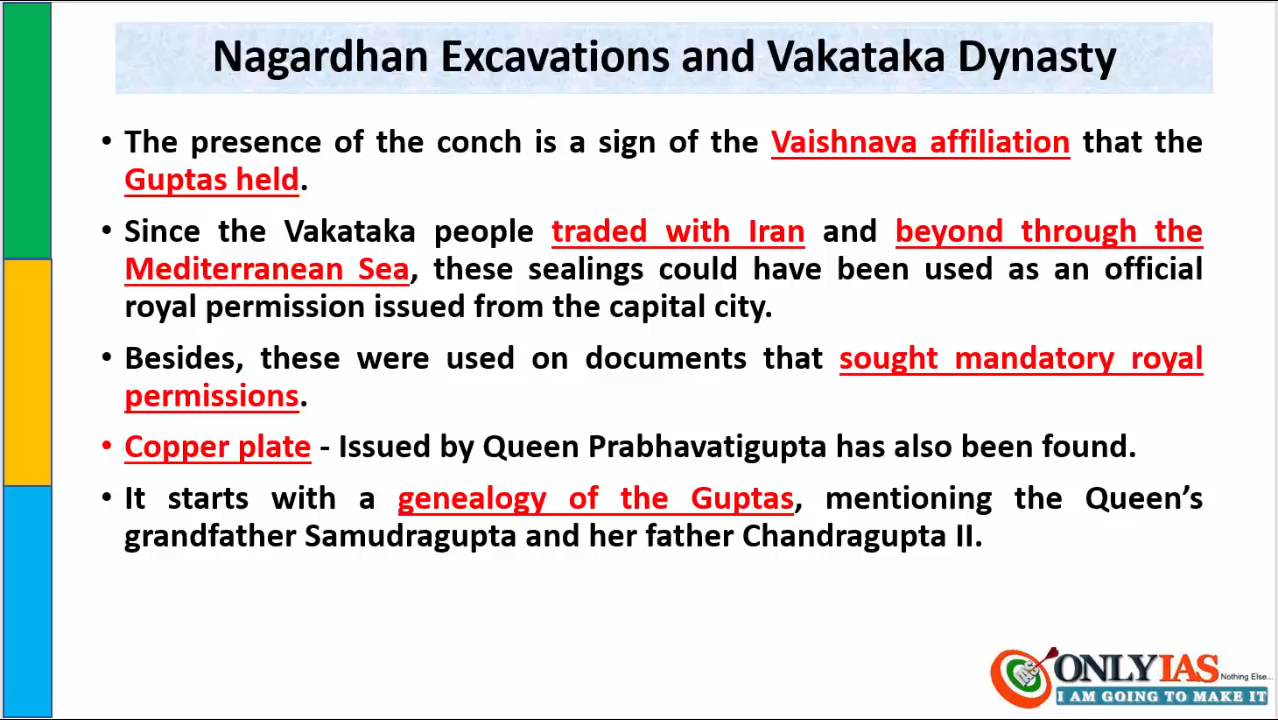 Nagardhan Excavations and Vakataka Dynasty
• The presence of the conch is a sign of the Vaishnava affiliation that the
Guptas held.
• Since the Vakataka people traded with Iran and beyond through the
Mediterranean Sea, these sealings could have been used as an official
royal permission issued from the capital city.
• Besides, these were used on documents that sought mandatory royal
permissions.
• Copper plate - Issued by Queen Prabhavatigupta has also been found.
• It starts with a genealogy of the Guptas, mentioning the Queen’s
grandfather Samudragupta and her father Chandragupta II.
ONLYIAS Nothing Else...
I AM GOING TO MAKE IT